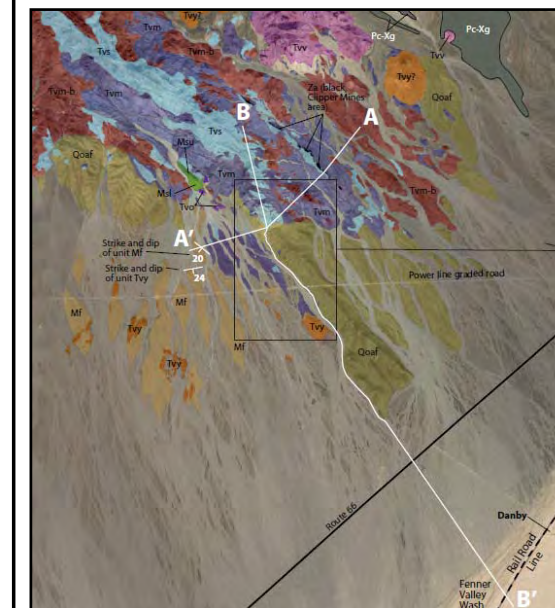 Tvy?
Pc-Xg
Pc-Xg
Tvm
Tvs
Tvv
Tvv
Tvm-b
Tvy?
Tvm
Za (black,
Clipper Mines
area)
Qoaf
B
A
Tvs
Qoaf
Msu
Tvm
Tvm-b
Msl
Tvm
Tvo
A'
Strike and dip
of unit Mf
20
Strike and dip
of unit Tvy
24
Power line graded road
Mf
Mf
Tvy
Mf
Tvy
Qoaf
Tvy
Mf
Route 66
Danby
Rail Road
Line
Fenner
Valley
Wash
B'